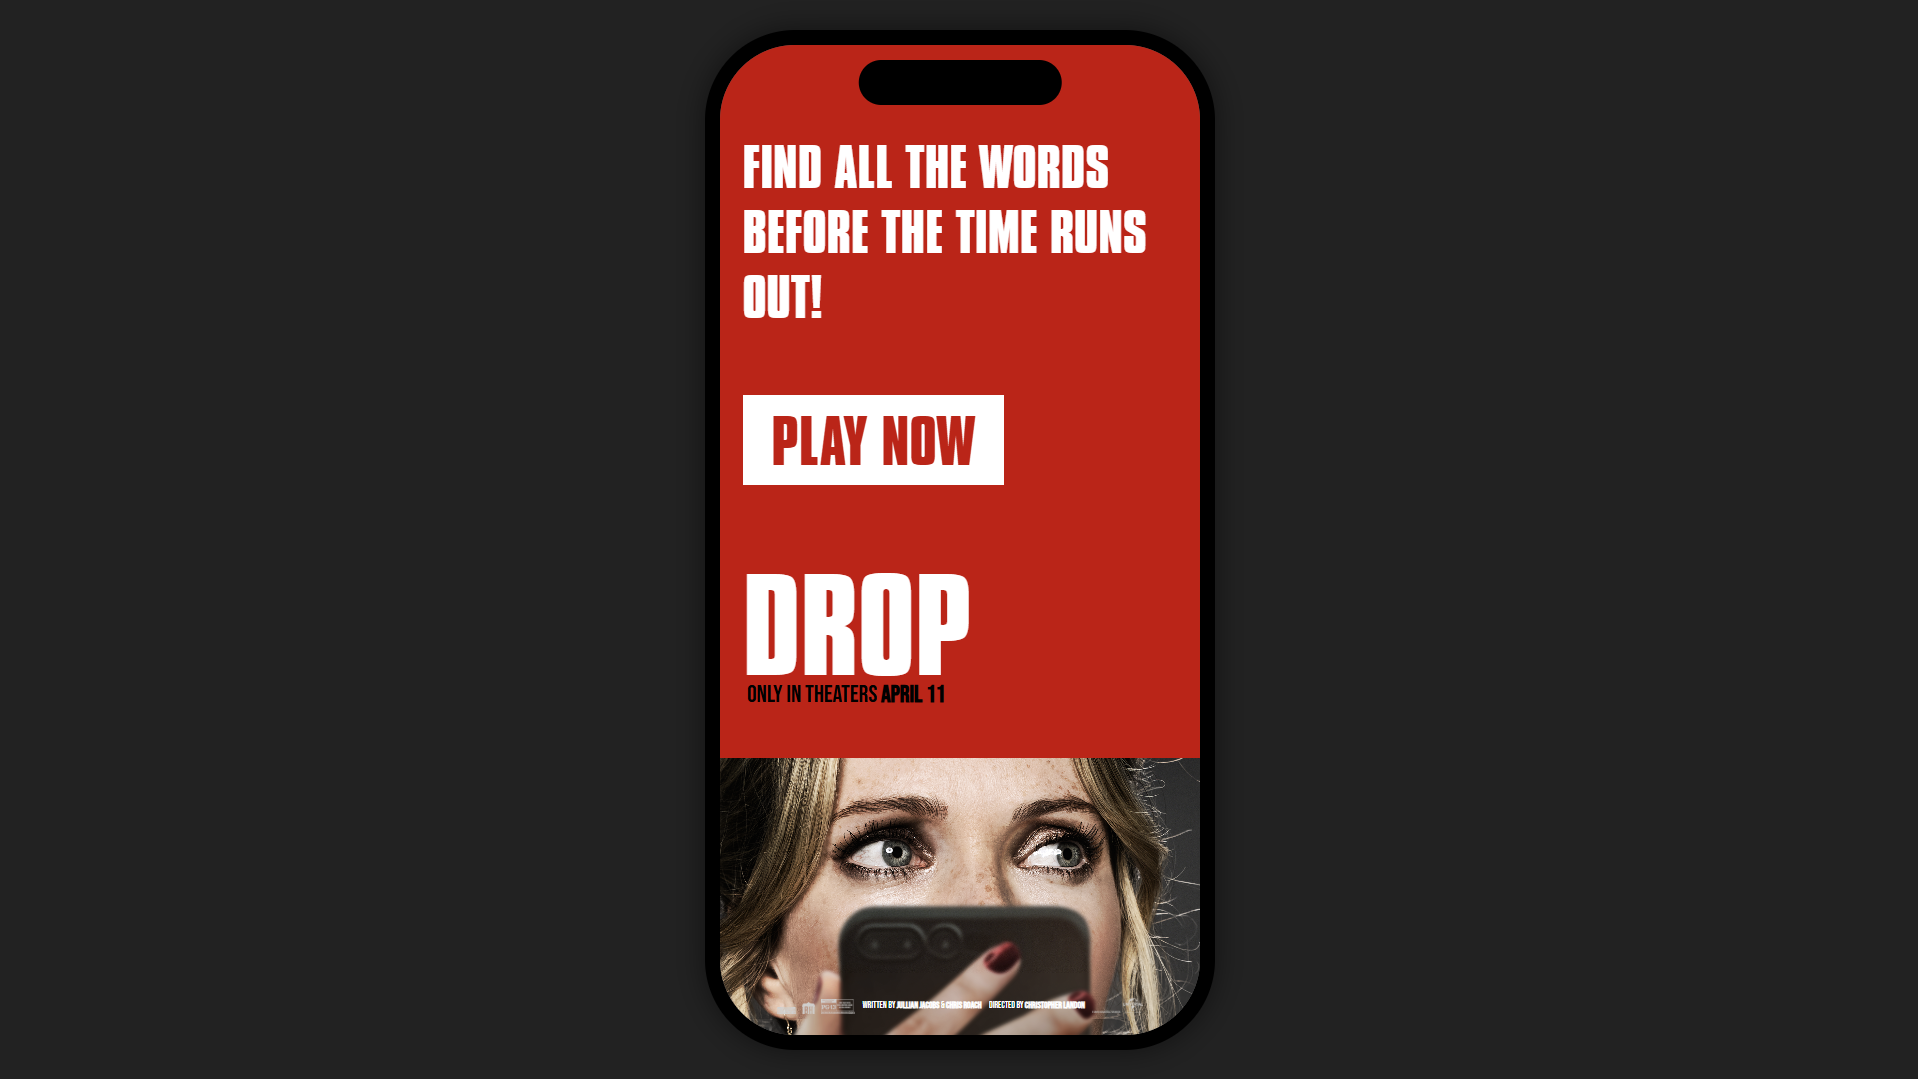 FIND ALL THE WORDS
BEFORE THE TIME RUNS
OUT!
PLAY NOW
DROP
ONLY IN THEATERS APRIL 11
WRITTEN BY JILLIAN JACOBS & CHRIS ROACH DIRECTED BY CHRISTOPHER LANDON